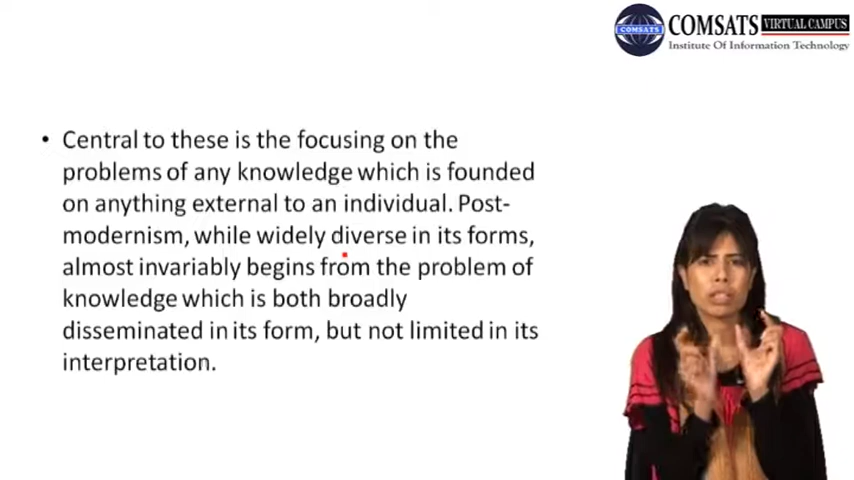 COMSATS VIRTUAL CAMPUS
COMSATS
Institute Of Information Technology
• Central to these is the focusing on the
problems of any knowledge which is founded
on anything external to an individual. Post-
modernism, while widely diverse in its forms,
almost invariably begins from the problem of
knowledge which is both broadly
disseminated in its form, but not limited in its
interpretation.